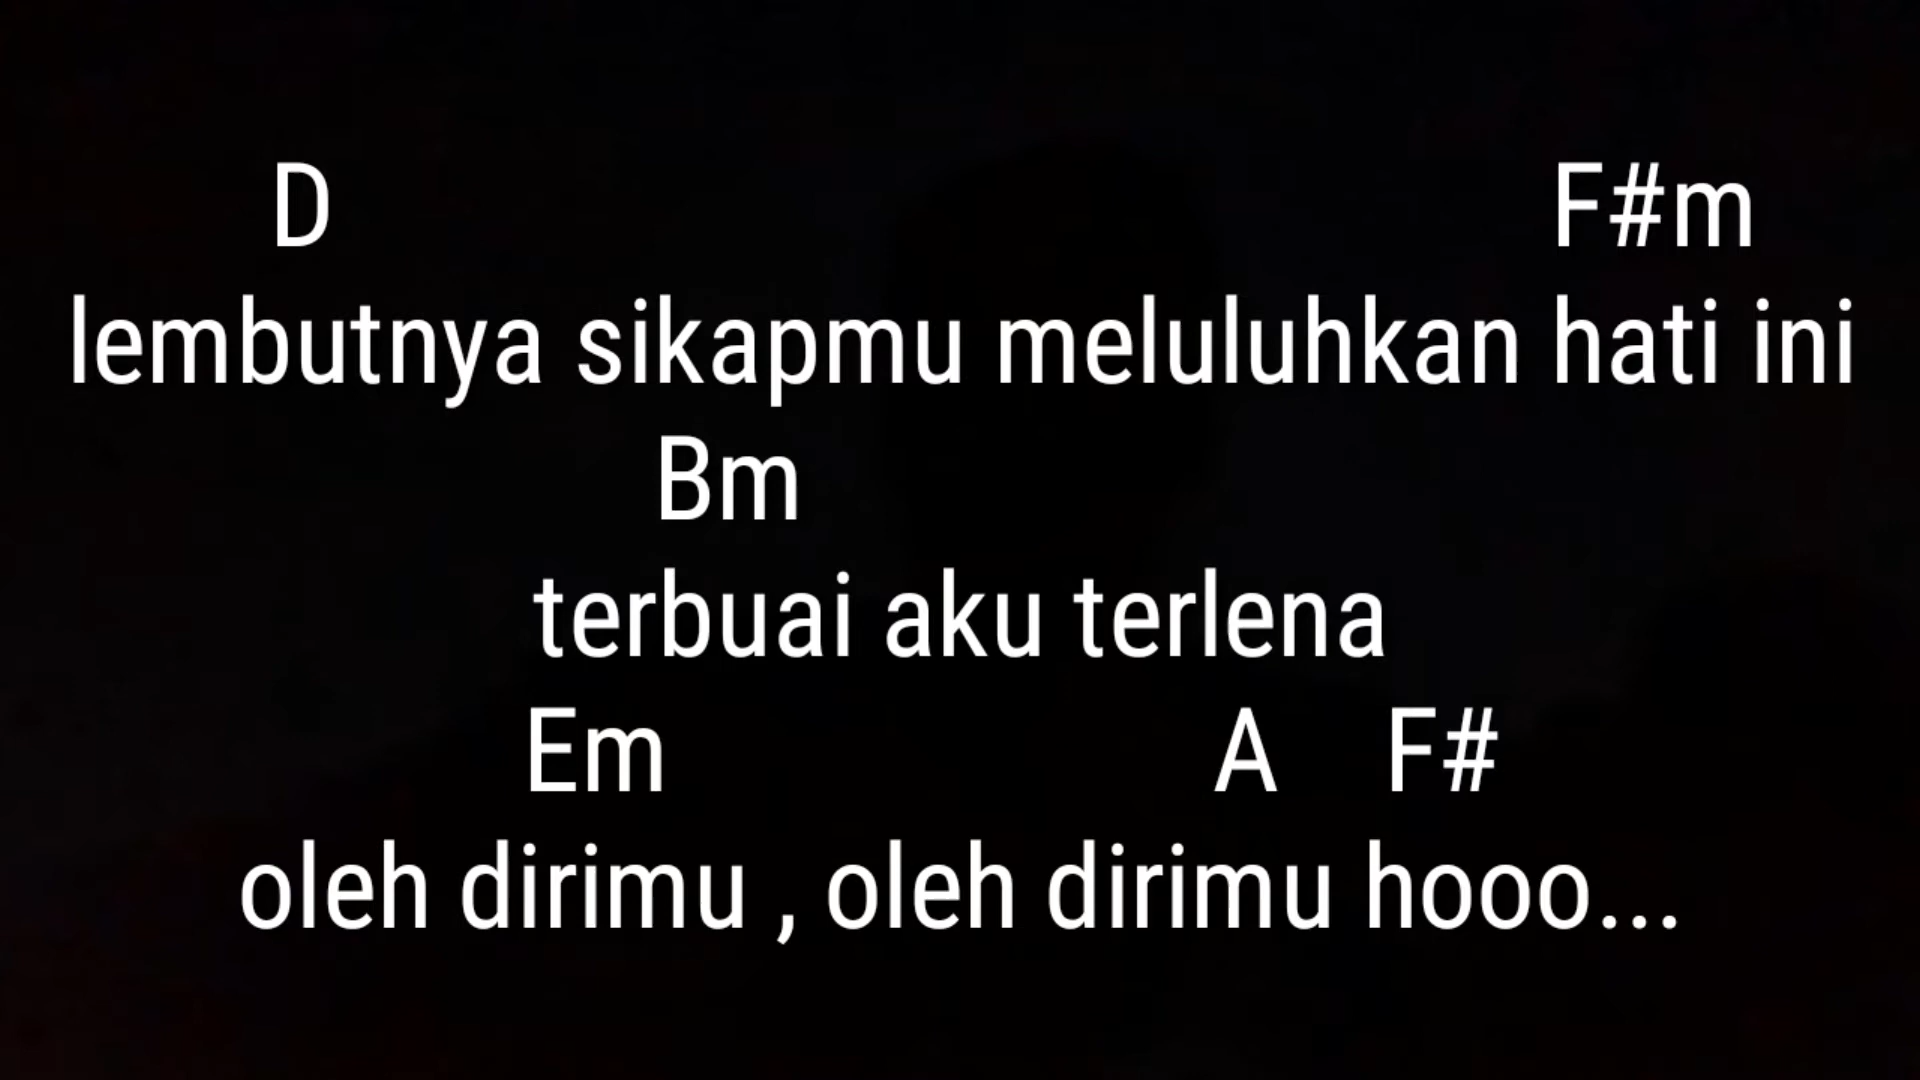 D F#m
lembutnya sikapmu meluluhkan hati ini
Bm
terbuai aku terlena
Em A F#
oleh dirimu , oleh dirimu hooo...